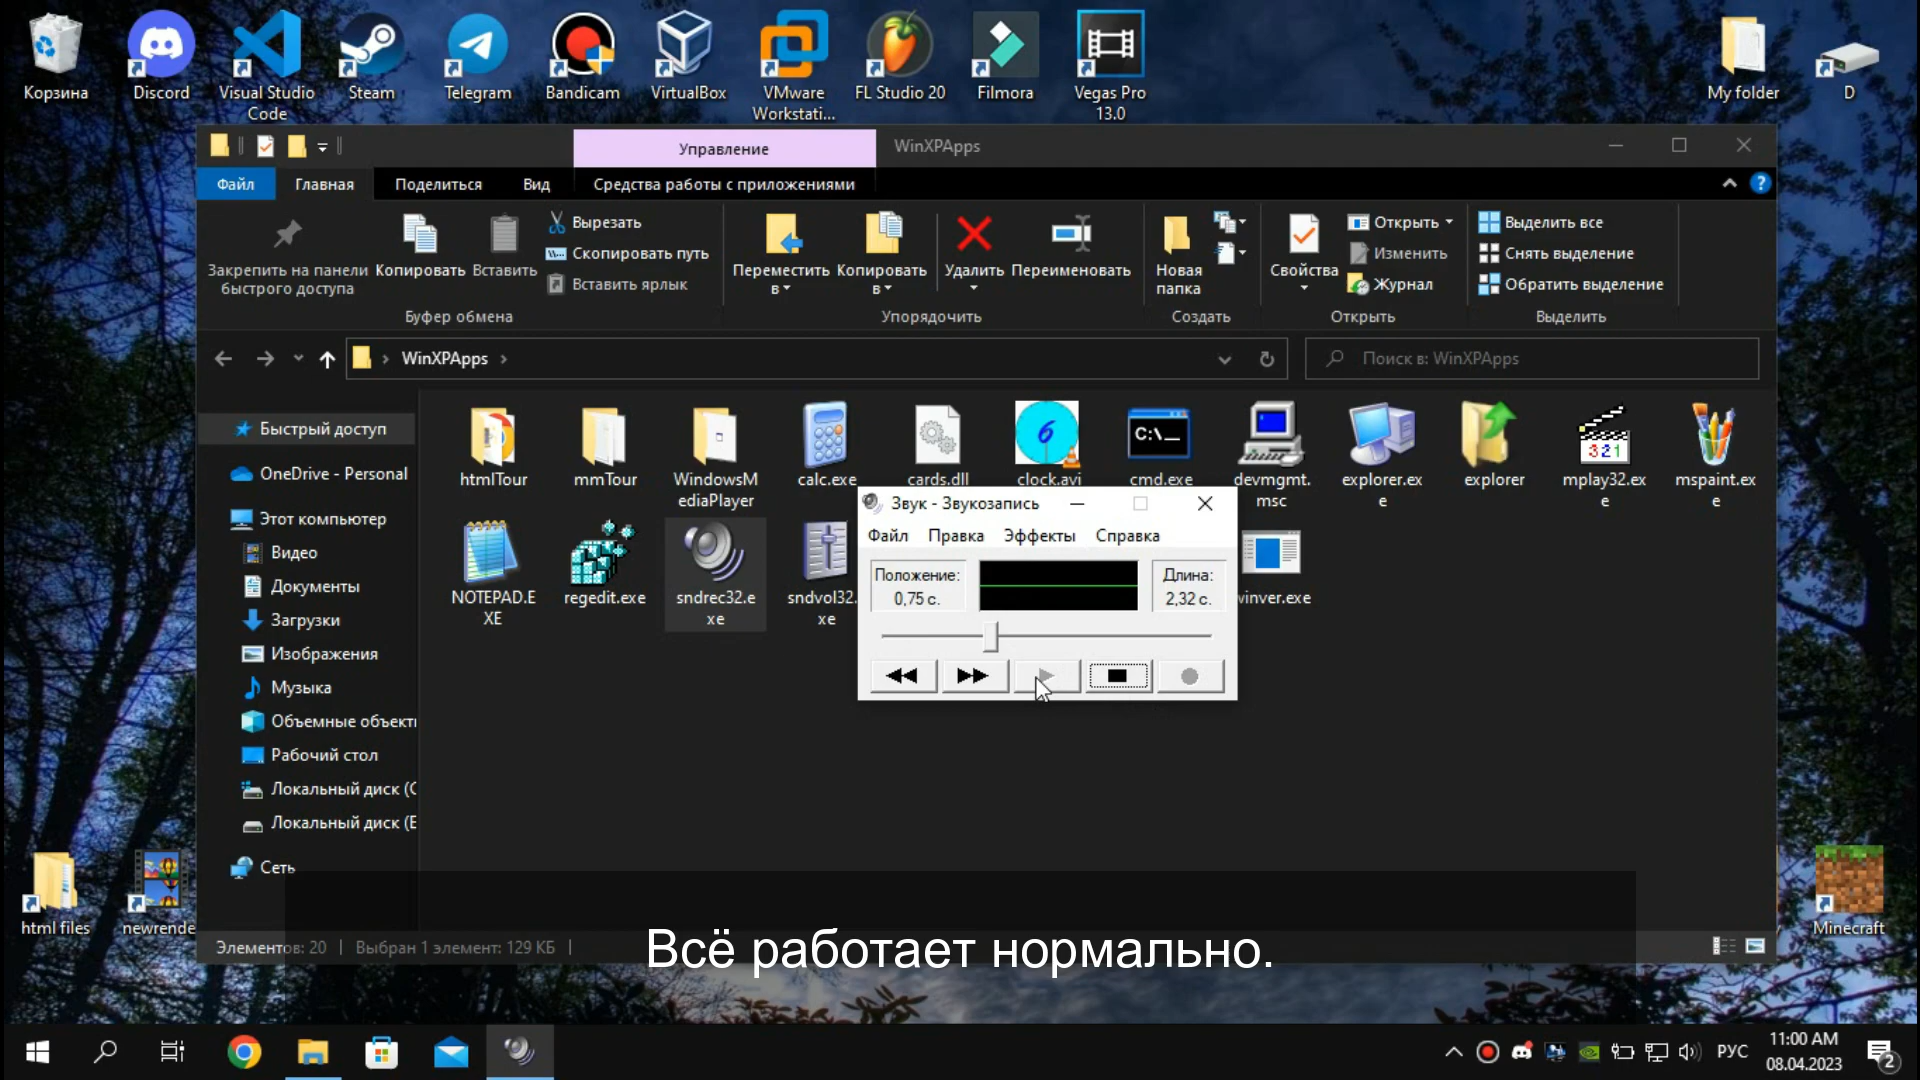 Корзина
Discord
Visual Studio Code
Steam
Telegram
Bandicam
VirtualBox
VMware Workstati...
FL Studio 20
Filmora
Vegas Pro 13.0
My folder
D
Управление
WinXPApps
Файл
Главная
Поделиться
Вид
Средства работы с приложениями
Закрепить на панели быстрого доступа
Копировать
Вставить
Вырезать
Скопировать путь
Вставить ярлык
Переместить в
Копировать в
Удалить
Переименовать
Новая папка
Свойства
Открыть
Изменить
Журнал
Выделить все
Снять выделение
Обратить выделение
Буфер обмена
Упорядочить
Создать
Открыть
Выделить
WinXPApps
Поиск в: WinXPApps
Быстрый доступ
OneDrive - Personal
Этот компьютер
Видео
Документы
Загрузки
Изображения
Музыка
Объемные объект
Рабочий стол
Локальный диск (C
Локальный диск (E
Сеть
htmlTour
mmTour
WindowsM
ediaPlayer
calc.exe
cards.dll
6
clock.avi
C:\_
cmd.exe
devmgmt.
msc
explorer.ex
e
explorer
321
mplay32.ex
e
mspaint.ex
e
NOTEPAD.E
XE
regedit.exe
sndrec32.e
xe
sndvol32.
xe
winver.exe
Звук - Звукозапись
Файл
Правка
Эффекты
Справка
Положение:
0,75 с.
Длина:
2,32 с.
html files
newrende
Minecraft
Элементов: 20
Выбран 1 элемент: 129 КБ
Всё работает нормально.
РУС
11:00 AM
08.04.2023
2